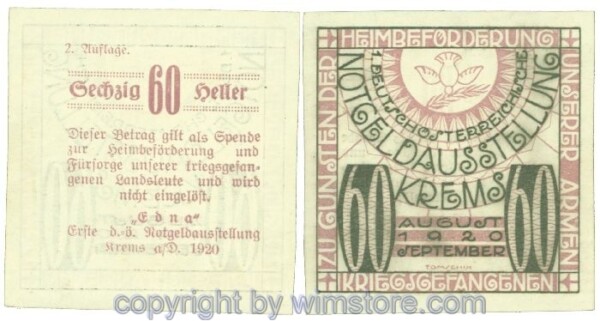 2. Auflage.
Sechzig 60 Heller
Dieser Betrag gilt als Spende
zur Heimbeförderung und
Fürsorge unserer kriegsgefan-
genen Landsleute und wird
nicht eingelöst.
"Edna"
Erste d.-ö. Notgeldausstellung
Krems a/D. 1920
ZU GUNSTEN DER
HEIMBEFÖRDERUNG
UNSERER ARMEN
KRIEGSGEFANGENEN
1. DEUTSCHÖSTERREICHISCHE
NOTGELDAUSSTELLUNG
KREMS
60 60
AUGUST
1920
SEPTEMBER
copyright by wimstore.com